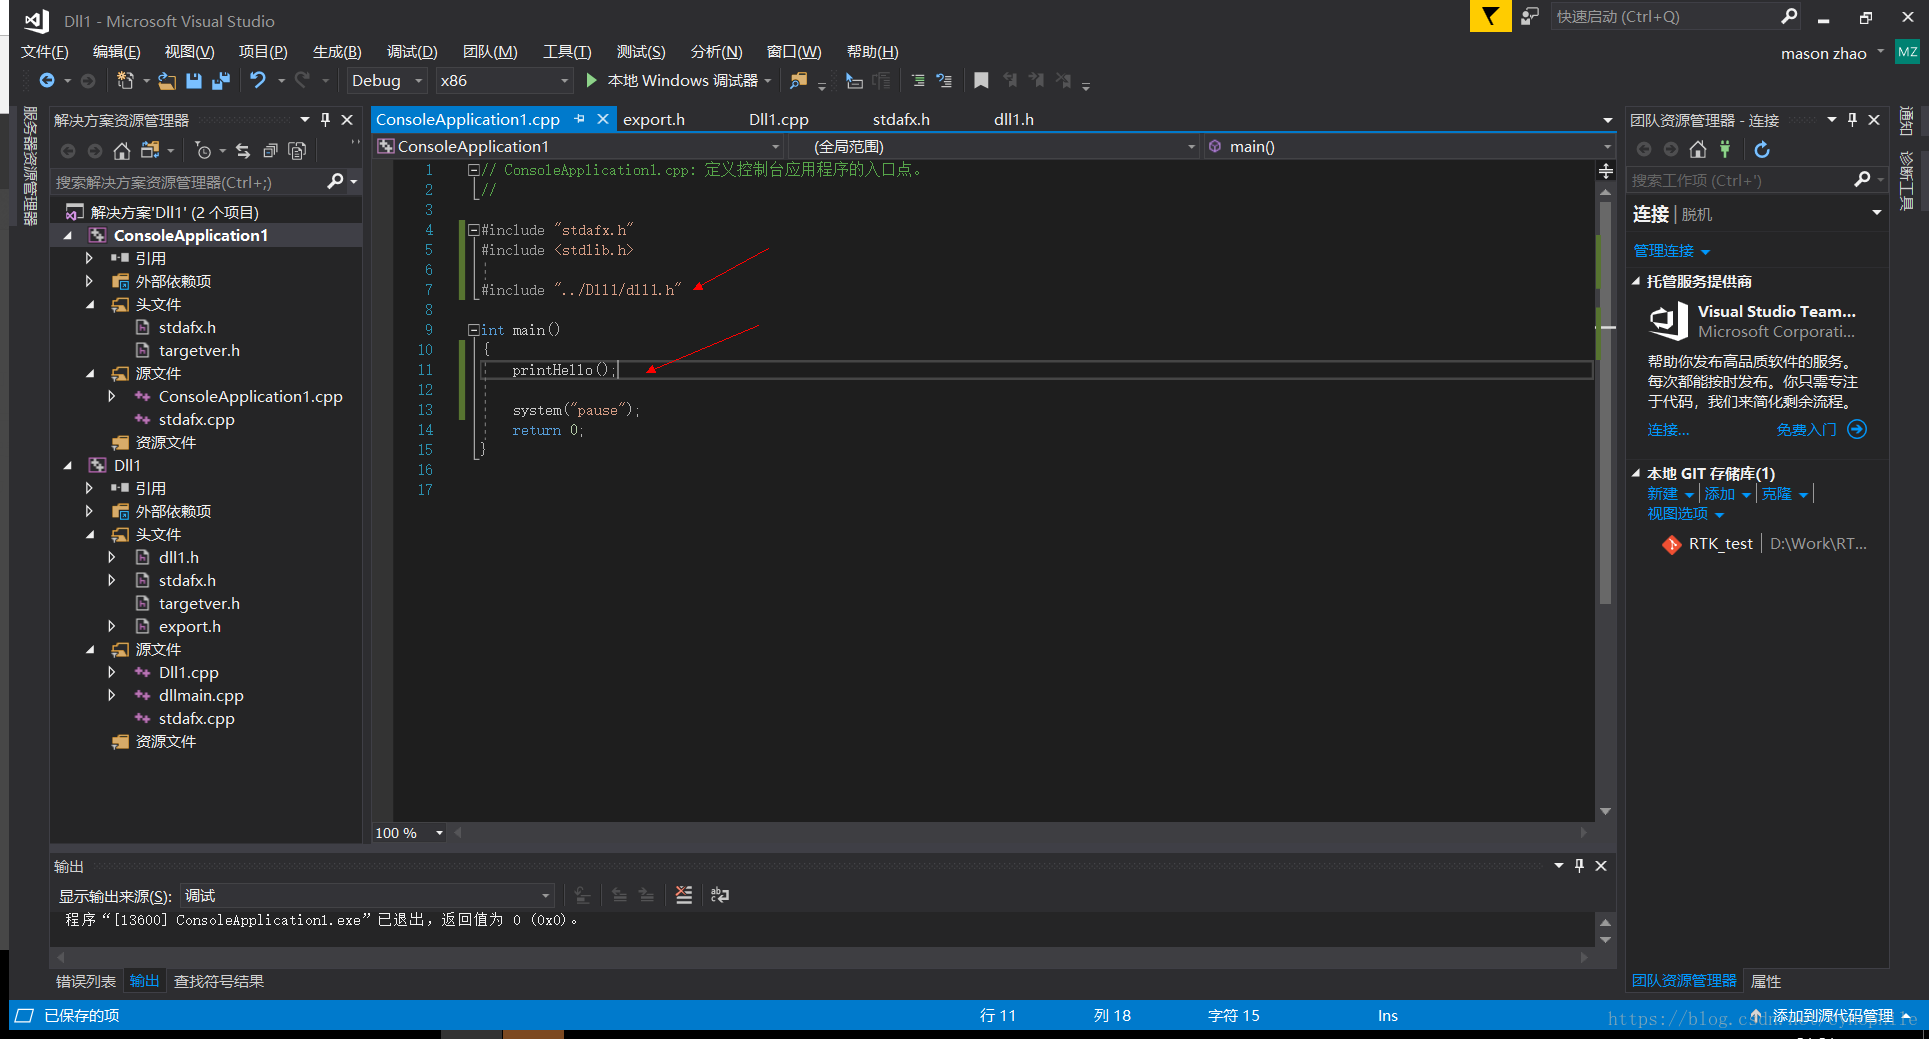 Dll1 - Microsoft Visual Studio
快速启动 (Ctrl+Q)
文件(F) 编辑(E) 视图(V) 项目(P) 生成(B) 调试(D) 团队(M) 工具(T) 测试(S) 分析(N) 窗口(W) 帮助(H)
mason zhao MZ
Debug x86 本地 Windows 调试器
服务器资源管理器
解决方案资源管理器
搜索解决方案资源管理器(Ctrl+;)
解决方案'Dll1' (2 个项目)
ConsoleApplication1
引用
外部依赖项
头文件
stdafx.h
targetver.h
源文件
ConsoleApplication1.cpp
stdafx.cpp
资源文件
Dll1
引用
外部依赖项
头文件
dll1.h
stdafx.h
targetver.h
export.h
源文件
Dll1.cpp
dllmain.cpp
stdafx.cpp
资源文件
ConsoleApplication1.cpp export.h Dll1.cpp stdafx.h dll1.h
ConsoleApplication1 (全局范围) main()
1 // ConsoleApplication1.cpp: 定义控制台应用程序的入口点。
2 //
3
4 #include "stdafx.h"
5 #include <stdlib.h>
6
7 #include "../Dll1/dll1.h"
8
9 int main()
10 {
11 printHello();
12
13 system("pause");
14 return 0;
15 }
16
17
100 %
输出
显示输出来源(S): 调试
程序“[13600] ConsoleApplication1.exe”已退出，返回值为 0 (0x0)。
错误列表 输出 查找符号结果
团队资源管理器 - 连接
搜索工作项 (Ctrl+')
连接 | 脱机
管理连接
托管服务提供商
Visual Studio Team...
Microsoft Corporati...
帮助你发布高品质软件的服务。
每次都能按时发布。你只需专注
于代码，我们来简化剩余流程。
连接... 免费入门
本地 GIT 存储库(1)
新建 添加 克隆
视图选项
RTK_test D:\Work\RT...
团队资源管理器 属性
通知
诊断工具
已保存的项 行 11 列 18 字符 15 Ins 添加到源代码管理